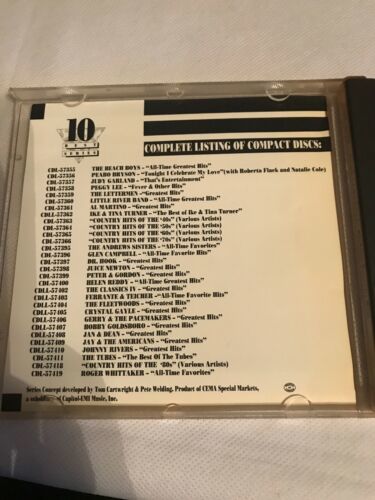 10
BEST
SERIES
COMPLETE LISTING OF COMPACT DISCS:
CDL-57355 THE BEACH BOYS - "All-Time Greatest Hits"
CDL-57356 PEABO BRYSON - "Tonight I Celebrate My Love" (with Roberta Flack and Natalie Cole)
CDL-57357 JUDY GARLAND - "That's Entertainment"
CDL-57358 PEGGY LEE - "Fever & Other Hits"
CDL-57359 THE LETTERMEN - "Greatest Hits"
CDL-57360 LITTLE RIVER BAND - "All-Time Greatest Hits"
CDL-57361 AL MARTINO - "Greatest Hits"
CDLL-57362 IKE & TINA TURNER - "The Best of Ike & Tina Turner"
CDL-57363 "COUNTRY HITS OF THE '40s" (Various Artists)
CDL-57364 "COUNTRY HITS OF THE '50s" (Various Artists)
CDL-57365 "COUNTRY HITS OF THE '60s" (Various Artists)
CDL-57366 "COUNTRY HITS OF THE '70s" (Various Artists)
CDL-57395 THE ANDREWS SISTERS - "All-Time Favorites"
CDL-57396 GLEN CAMPBELL - "All-Time Favorite Hits"
CDL-57397 DR. HOOK - "Greatest Hits"
CDL-57398 JUICE NEWTON - "Greatest Hits"
CDL-57399 PETER & GORDON - "Greatest Hits"
CDL-57400 HELEN REDDY - "All-Time Greatest Hits"
CDLL-57402 THE CLASSICS IV - "Greatest Hits"
CDLL-57403 FERRANTE & TEICHER - "All-Time Favorite Hits"
CDLL-57404 THE FLEETWOODS - "Greatest Hits"
CDLL-57405 CRYSTAL GAYLE - "Greatest Hits"
CDLL-57406 GERRY & THE PACEMAKERS - "Greatest Hits"
CDLL-57407 BOBBY GOLDSBORO - "Greatest Hits"
CDLL-57408 JAN & DEAN - "Greatest Hits"
CDLL-57409 JAY & THE AMERICANS - "Greatest Hits"
CDLL-57410 JOHNNY RIVERS - "Greatest Hits"
CDL-57411 THE TUBES - "The Best Of The Tubes"
CDL-57418 "COUNTRY HITS OF THE '80s" (Various Artists)
CDL-57419 ROGER WHITTAKER - "All-Time Favorites"
Series Concept developed by Tom Cartwright & Pete Welding. Product of CEMA Special Markets,
a subsidiary of Capitol-EMI Music, Inc.